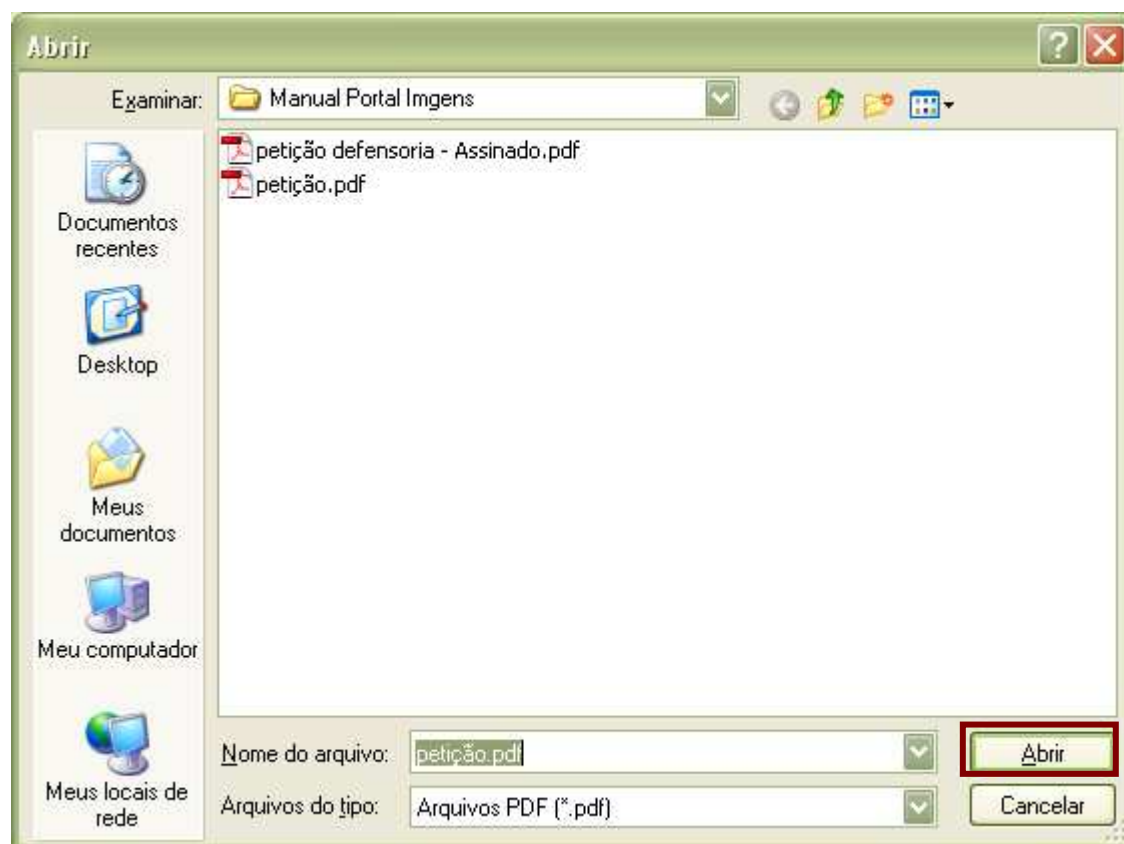 Abrir
Examinar:
Manual Portal Imgens
petição defensoria - Assinado.pdf
petição.pdf
Documentos
recentes
Desktop
Meus
documentos
Meu computador
Meus locais de
rede
Nome do arquivo:
petição.pdf
Abrir
Arquivos do tipo:
Arquivos PDF (*.pdf)
Cancelar